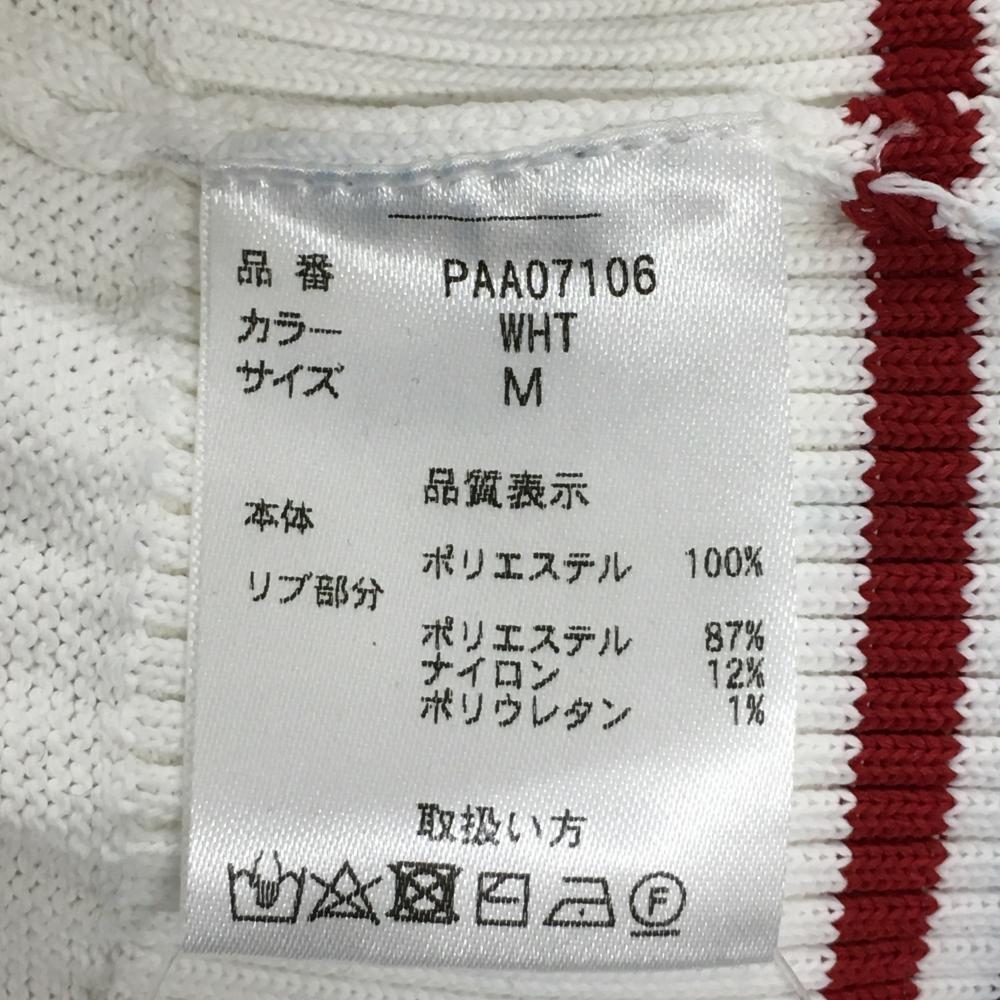 品番 PAA07106
カラー WHT
サイズ M
品質表示
本体
ポリエステル 100%
リブ部分
ポリエステル 87%
ナイロン 12%
ポリウレタン 1%
取扱い方
F